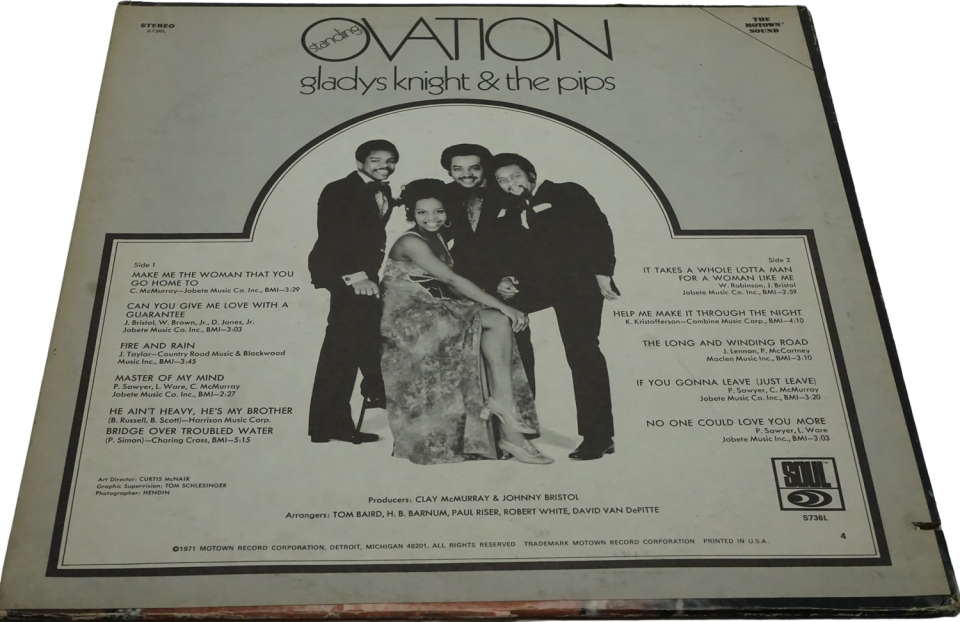 STEREO
S736L
standing OVATION
gladys knight & the pips
THE
MOTOWN
SOUND
Side 1
MAKE ME THE WOMAN THAT YOU
GO HOME TO
C. McMurray—Jobete Music Co. Inc., BMI—3:29
CAN YOU GIVE ME LOVE WITH A
GUARANTEE
J. Bristol, W. Brown, Jr., D. Jones, Jr.
Jobete Music Co. Inc., BMI—3:03
FIRE AND RAIN
J. Taylor—Country Road Music & Blackwood
Music Inc., BMI—3:45
MASTER OF MY MIND
P. Sawyer, L. Ware, C. McMurray
Jobete Music Co. Inc., BMI—2:27
HE AIN'T HEAVY, HE'S MY BROTHER
(B. Russell, B. Scott)—Harrison Music Corp.
BRIDGE OVER TROUBLED WATER
(P. Simon)—Charing Cross, BMI—5:15
Side 2
IT TAKES A WHOLE LOTTA MAN
FOR A WOMAN LIKE ME
W. Robinson, J. Bristol
Jobete Music Co. Inc., BMI—2:59
HELP ME MAKE IT THROUGH THE NIGHT
K. Kristofferson—Combine Music Corp., BMI—4:10
THE LONG AND WINDING ROAD
J. Lennon, P. McCartney
Maclen Music Inc., BMI—3:10
IF YOU GONNA LEAVE (JUST LEAVE)
P. Sawyer, C. McMurray
Jobete Music Co. Inc., BMI—3:20
NO ONE COULD LOVE YOU MORE
P. Sawyer, L. Ware
Jobete Music Inc., BMI—3:03
Art Director: CURTIS McNAIR
Graphic Supervision: TOM SCHLESINGER
Photographer: HENDIN
Producers: CLAY McMURRAY & JOHNNY BRISTOL
Arrangers: TOM BAIRD, H. B. BARNUM, PAUL RISER, ROBERT WHITE, DAVID VAN DePITTE
SOUL
S736L
4
©1971 MOTOWN RECORD CORPORATION, DETROIT, MICHIGAN 48201, ALL RIGHTS RESERVED TRADEMARK MOTOWN RECORD CORPORATION PRINTED IN U.S.A.